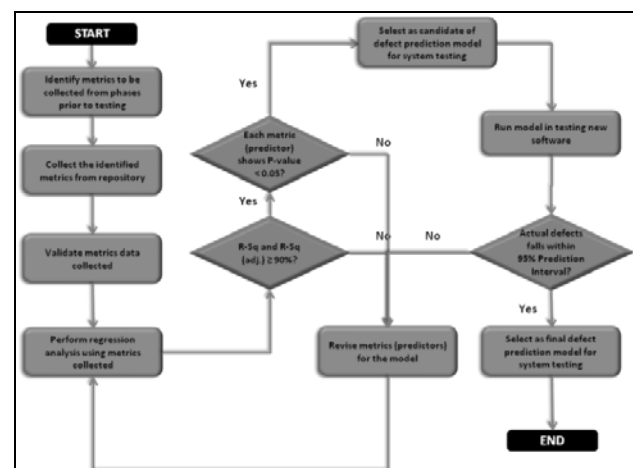 START
Identify metrics to be
collected from phases
prior to testing
Collect the identified
metrics from repository
Validate metrics data
collected
Perform regression
analysis using metrics
collected
R-Sq and R-Sq
(adj.) ≥ 90%?
Yes
Each metric
(predictor)
shows P-value
< 0.05?
Yes
No
No
No
Select as candidate of
defect prediction model
for system testing
Run model in testing new
software
Actual defects
falls within
95% Prediction
Interval?
Yes
Revise metrics (predictors)
for the model
Select as final defect
prediction model for
system testing
END